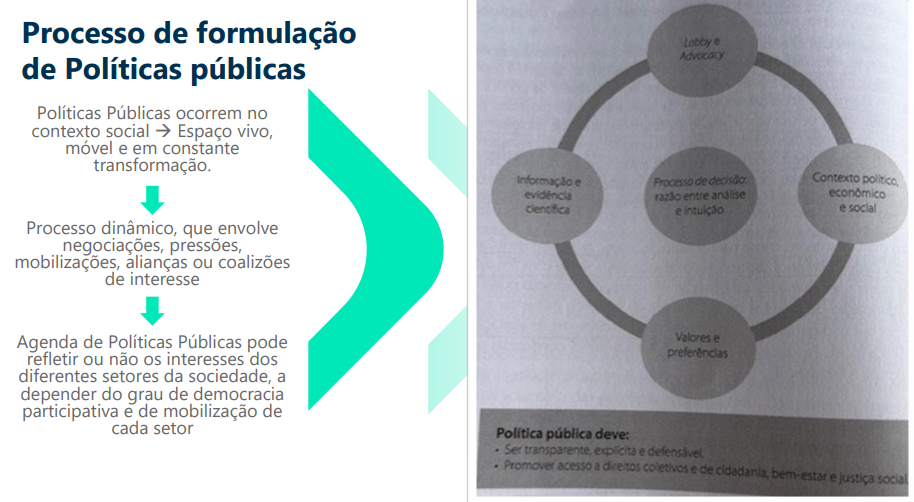 Processo de formulação
de Políticas públicas
Políticas Públicas ocorrem no
contexto social → Espaço vivo,
móvel e em constante
transformação.
Processo dinâmico, que envolve
negociações, pressões,
mobilizações, alianças ou coalizões
de interesse
Agenda de Políticas Públicas pode
refletir ou não os interesses dos
diferentes setores da sociedade, a
depender do grau de democracia
participativa e de mobilização de
cada setor
Lobby e
Advocacy
Informação e
evidência
científica
Processo de decisão:
razão entre análise
e intuição
Contexto político,
econômico
e social
Valores e
preferências
Política pública deve:
• Ser transparente, explícita e defensável.
• Promover acesso a direitos coletivos e de cidadania, bem-estar e justiça social